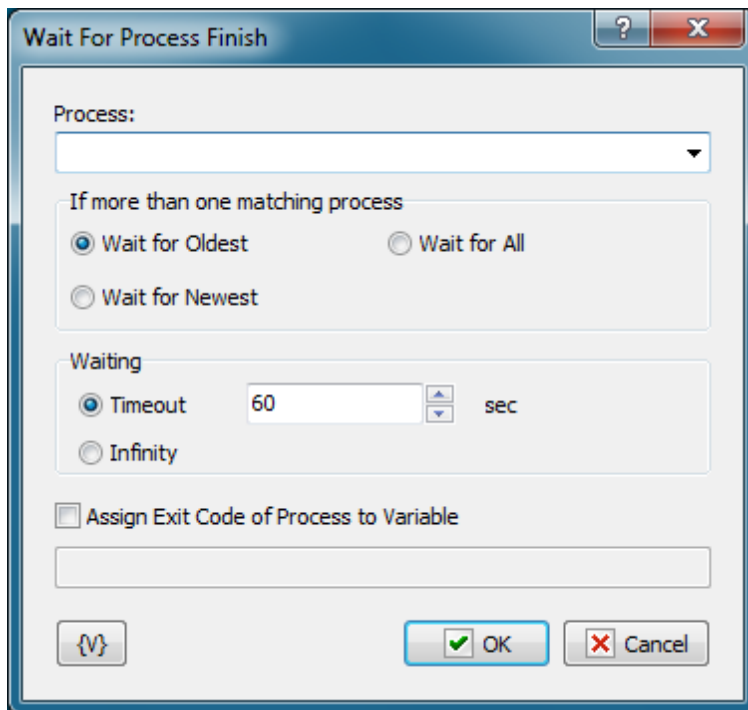 Wait For Process Finish
?
Process:
If more than one matching process
Wait for Oldest
Wait for All
Wait for Newest
Waiting
Timeout 60 sec
Infinity
Assign Exit Code of Process to Variable
{V} OK Cancel